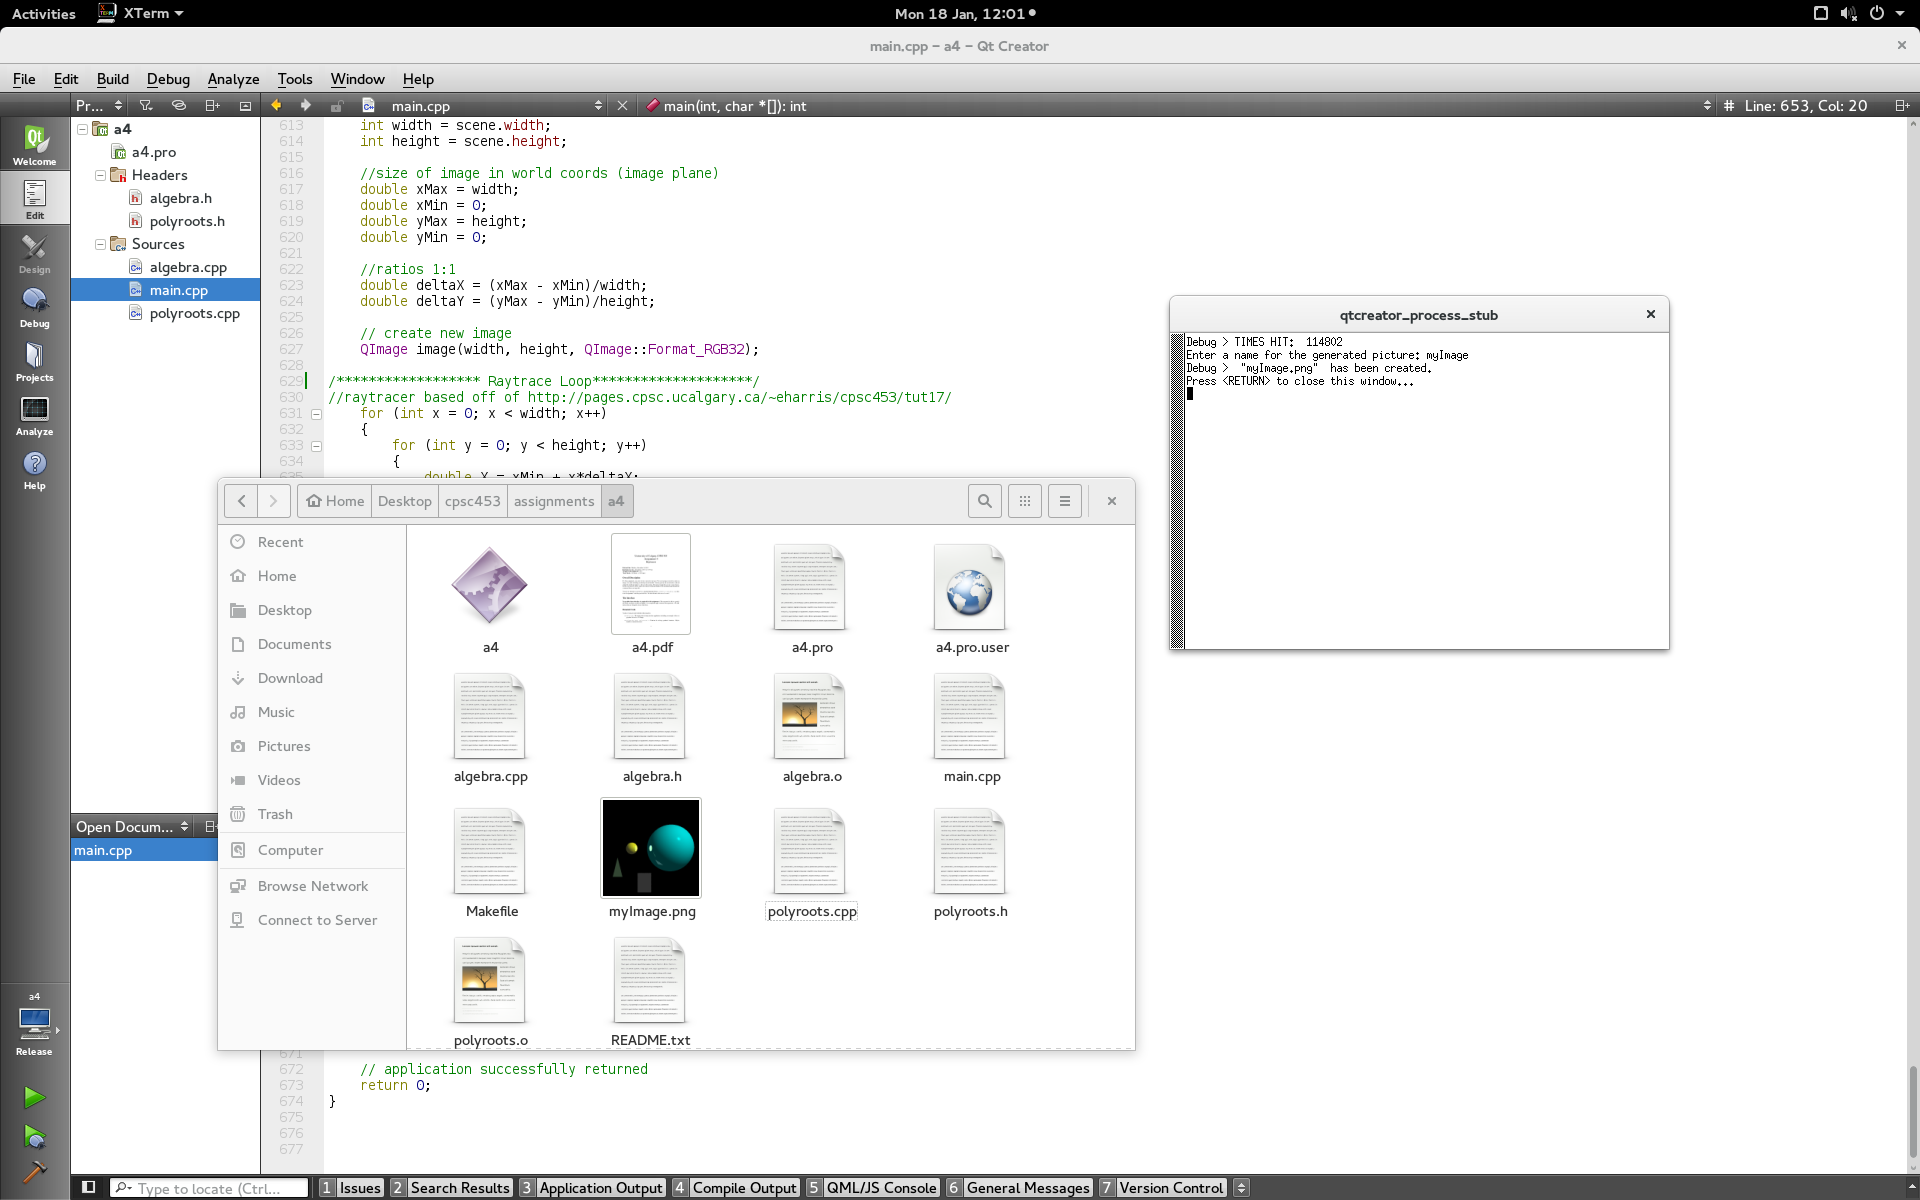 Activities XTerm Mon 18 Jan, 12:01
main.cpp - a4 - Qt Creator
File Edit Build Debug Analyze Tools Window Help
Pr... main.cpp main(int, char *[]): int # Line: 653, Col: 20
Welcome
Edit
Design
Debug
Projects
Analyze
Help
a4
Release
a4
a4.pro
Headers
algebra.h
polyroots.h
Sources
algebra.cpp
main.cpp
polyroots.cpp
Open Docum...
main.cpp
613 int width = scene.width;
614 int height = scene.height;
615
616 //size of image in world coords (image plane)
617 double xMax = width;
618 double xMin = 0;
619 double yMax = height;
620 double yMin = 0;
621
622 //ratios 1:1
623 double deltaX = (xMax - xMin)/width;
624 double deltaY = (yMax - yMin)/height;
625
626 // create new image
627 QImage image(width, height, QImage::Format_RGB32);
628
629 /****************** Raytrace Loop********************/
630 //raytracer based off of http://pages.cpsc.ucalgary.ca/~eharris/cpsc453/tut17/
631 for (int x = 0; x < width; x++)
632 {
633 for (int y = 0; y < height; y++)
634 {
635 double X = xMin + x*deltaX;
Home Desktop cpsc453 assignments a4
Recent
Home
Desktop
Documents
Download
Music
Pictures
Videos
Trash
Computer
Browse Network
Connect to Server
a4 a4.pdf a4.pro a4.pro.user
algebra.cpp algebra.h algebra.o main.cpp
Makefile myImage.png polyroots.cpp polyroots.h
polyroots.o README.txt
671
672 // application successfully returned
673 return 0;
674 }
675
676
677
qtcreator_process_stub
Debug > TIMES HIT: 114802
Enter a name for the generated picture: myImage
Debug > "myImage.png" has been created.
Press <RETURN> to close this window...
Type to locate (Ctrl... 1 Issues 2 Search Results 3 Application Output 4 Compile Output 5 QML/JS Console 6 General Messages 7 Version Control